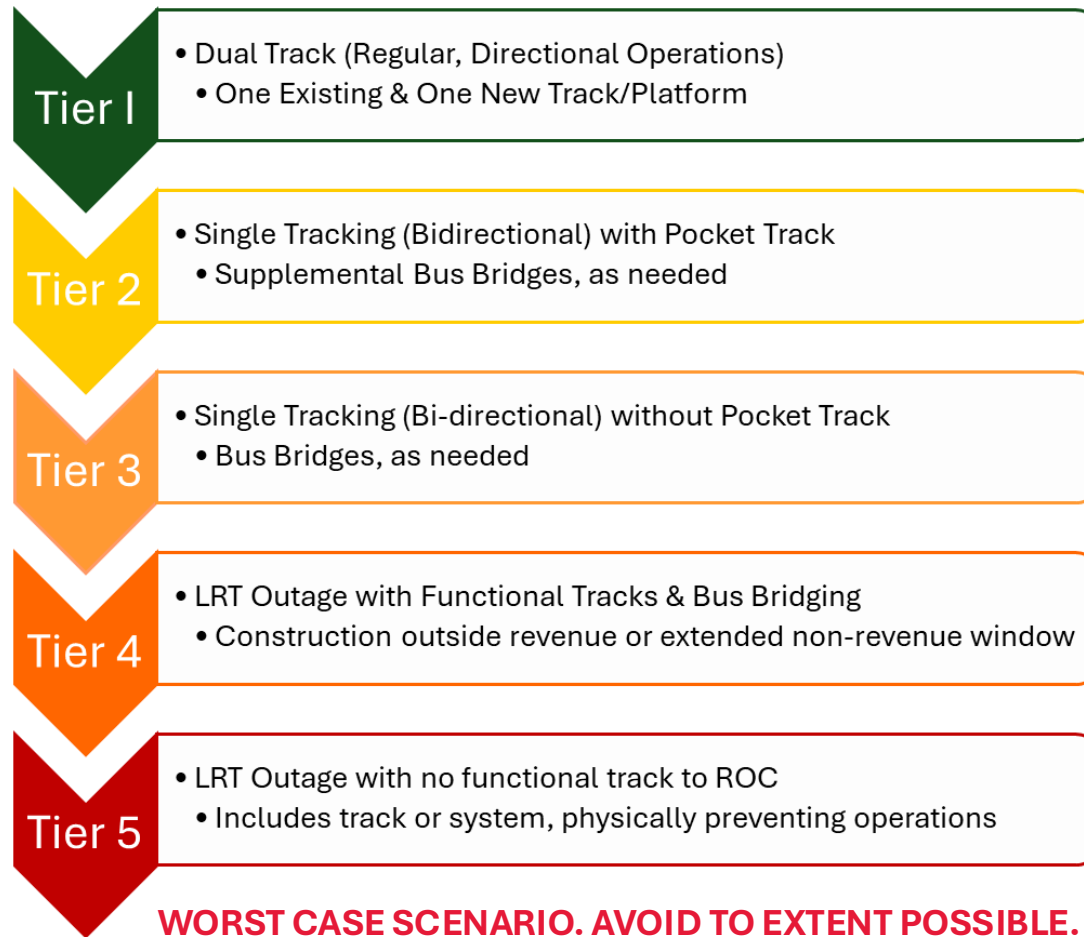 Tier I
• Dual Track (Regular, Directional Operations)
• One Existing & One New Track/Platform
Tier 2
• Single Tracking (Bidirectional) with Pocket Track
• Supplemental Bus Bridges, as needed
Tier 3
• Single Tracking (Bi-directional) without Pocket Track
• Bus Bridges, as needed
Tier 4
• LRT Outage with Functional Tracks & Bus Bridging
• Construction outside revenue or extended non-revenue window
Tier 5
• LRT Outage with no functional track to ROC
• Includes track or system, physically preventing operations
WORST CASE SCENARIO. AVOID TO EXTENT POSSIBLE.